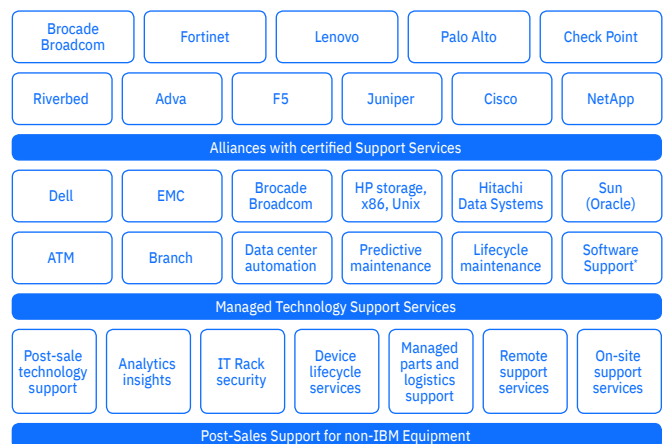 Brocade
Broadcom
Fortinet
Lenovo
Palo Alto
Check Point
Riverbed
Adva
F5
Juniper
Cisco
NetApp
Alliances with certified Support Services
Dell
EMC
Brocade
Broadcom
HP storage,
x86, Unix
Hitachi
Data Systems
Sun
(Oracle)
ATM
Branch
Data center
automation
Predictive
maintenance
Lifecycle
maintenance
Software
Support*
Managed Technology Support Services
Post-sale
technology
support
Analytics
insights
IT Rack
security
Device
lifecycle
services
Managed
parts and
logistics
support
Remote
support
services
On-site
support
services
Post-Sales Support for non-IBM Equipment